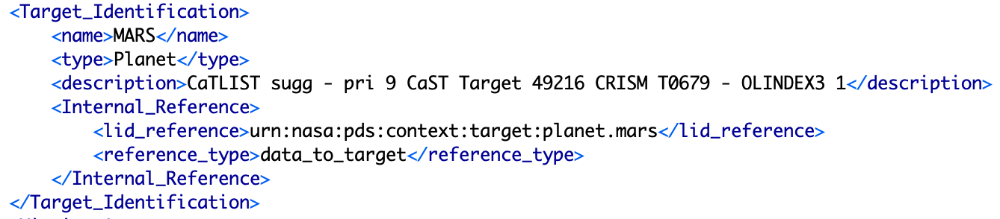 <Target_Identification>
<name>MARS</name>
<type>Planet</type>
<description>CaTLIST sugg - pri 9 CaST Target 49216 CRISM T0679 - OLINDEX3 1</description>
<Internal_Reference>
<lid_reference>urn:nasa:pds:context:target:planet.mars</lid_reference>
<reference_type>data_to_target</reference_type>
</Internal_Reference>
</Target_Identification>